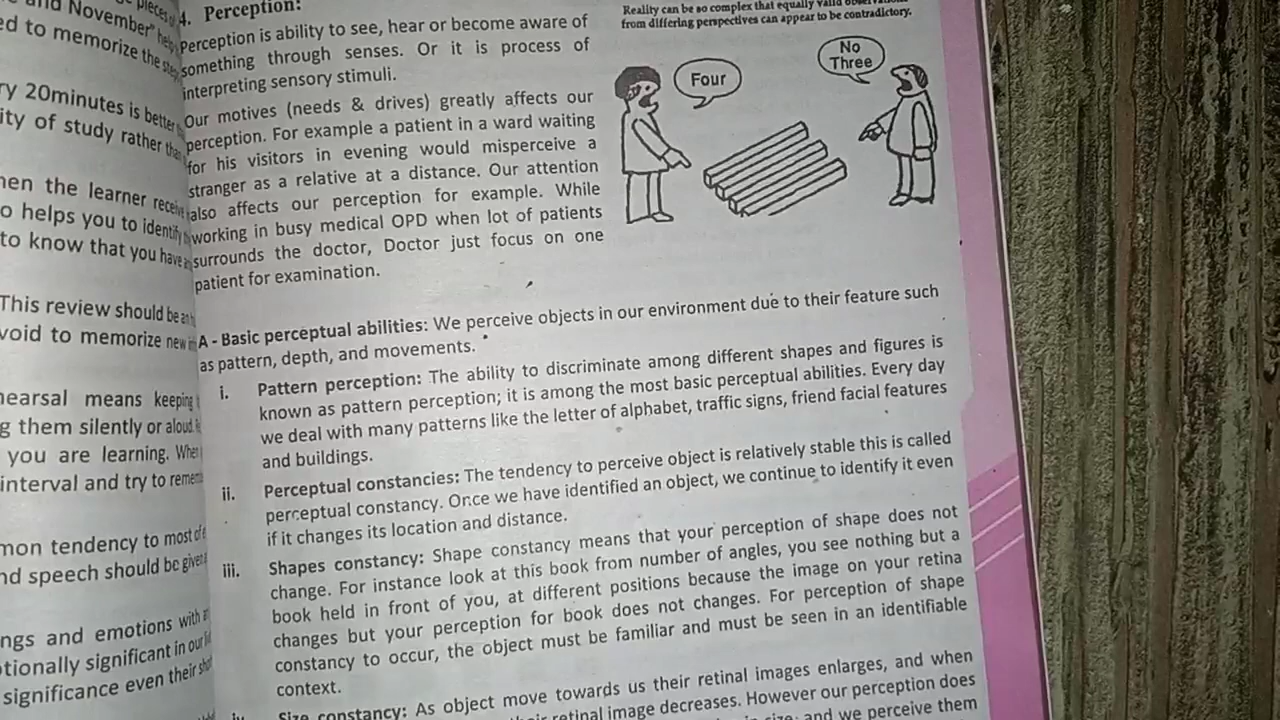 pieces of
and November" help
ed to memorize the
ry 20minutes is better
ity of study rather than
hen the learner receive
o helps you to identify
to know that you have
This review should be
void to memorize new
hearsal means keeping
g them silently or aloud.
you are learning. When
interval and try to
mon tendency to most of
nd speech should be given
ngs and emotions with
otionally significant in our
significance even their
4. Perception:
Perception is ability to see, hear or become aware of
something through senses. Or it is process of
interpreting sensory stimuli.
Our motives (needs & drives) greatly affects our
perception. For example a patient in a ward waiting
for his visitors in evening would misperceive a
stranger as a relative at a distance. Our attention
also affects our perception for example. While
working in busy medical OPD when lot of patients
surrounds the doctor, Doctor just focus on one
patient for examination.
Reality can be so complex that equally valid observations
from differing perspectives can appear to be contradictory.
Four
No
Three
A - Basic perceptual abilities: We perceive objects in our environment due to their feature such
as pattern, depth, and movements.
i. Pattern perception: The ability to discriminate among different shapes and figures is
known as pattern perception; it is among the most basic perceptual abilities. Every day
we deal with many patterns like the letter of alphabet, traffic signs, friend facial features
and buildings.
ii. Perceptual constancies: The tendency to perceive object is relatively stable this is called
perceptual constancy. Once we have identified an object, we continue to identify it even
if it changes its location and distance.
iii. Shapes constancy: Shape constancy means that your perception of shape does not
change. For instance look at this book from number of angles, you see nothing but a
book held in front of you, at different positions because the image on your retina
changes but your perception for book does not changes. For perception of shape
constancy to occur, the object must be familiar and must be seen in an identifiable
context.
iv. Size constancy: As object move towards us their retinal images enlarges, and when
their retinal image decreases. However our perception does
in size; and we perceive them